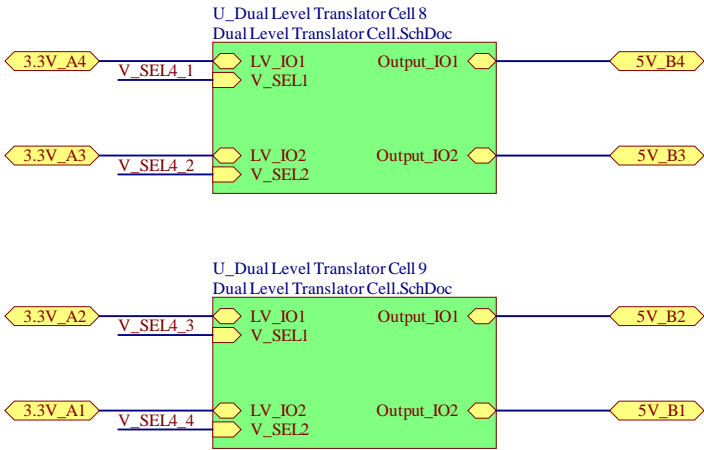 U_Dual Level Translator Cell 8
Dual Level Translator Cell.SchDoc
3.3V_A4
V_SEL4_1
LV_IO1
V_SEL1
Output_IO1
5V_B4
3.3V_A3
V_SEL4_2
LV_IO2
V_SEL2
Output_IO2
5V_B3
U_Dual Level Translator Cell 9
Dual Level Translator Cell.SchDoc
3.3V_A2
V_SEL4_3
LV_IO1
V_SEL1
Output_IO1
5V_B2
3.3V_A1
V_SEL4_4
LV_IO2
V_SEL2
Output_IO2
5V_B1